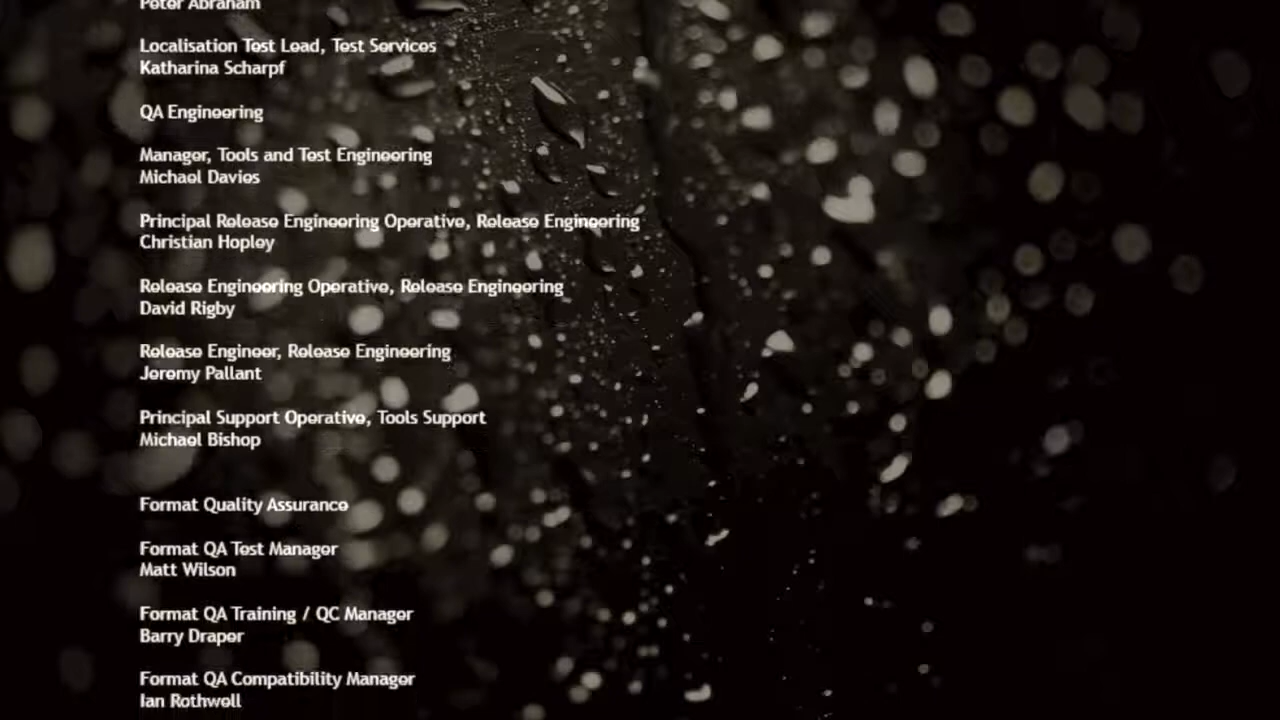 Peter Abraham
Localisation Test Lead, Test Services
Katharina Scharpf
QA Engineering
Manager, Tools and Test Engineering
Michael Davies
Principal Release Engineering Operative, Release Engineering
Christian Hopley
Release Engineering Operative, Release Engineering
David Rigby
Release Engineer, Release Engineering
Jeremy Pallant
Principal Support Operative, Tools Support
Michael Bishop
Format Quality Assurance
Format QA Test Manager
Matt Wilson
Format QA Training / QC Manager
Barry Draper
Format QA Compatibility Manager
Ian Rothwell